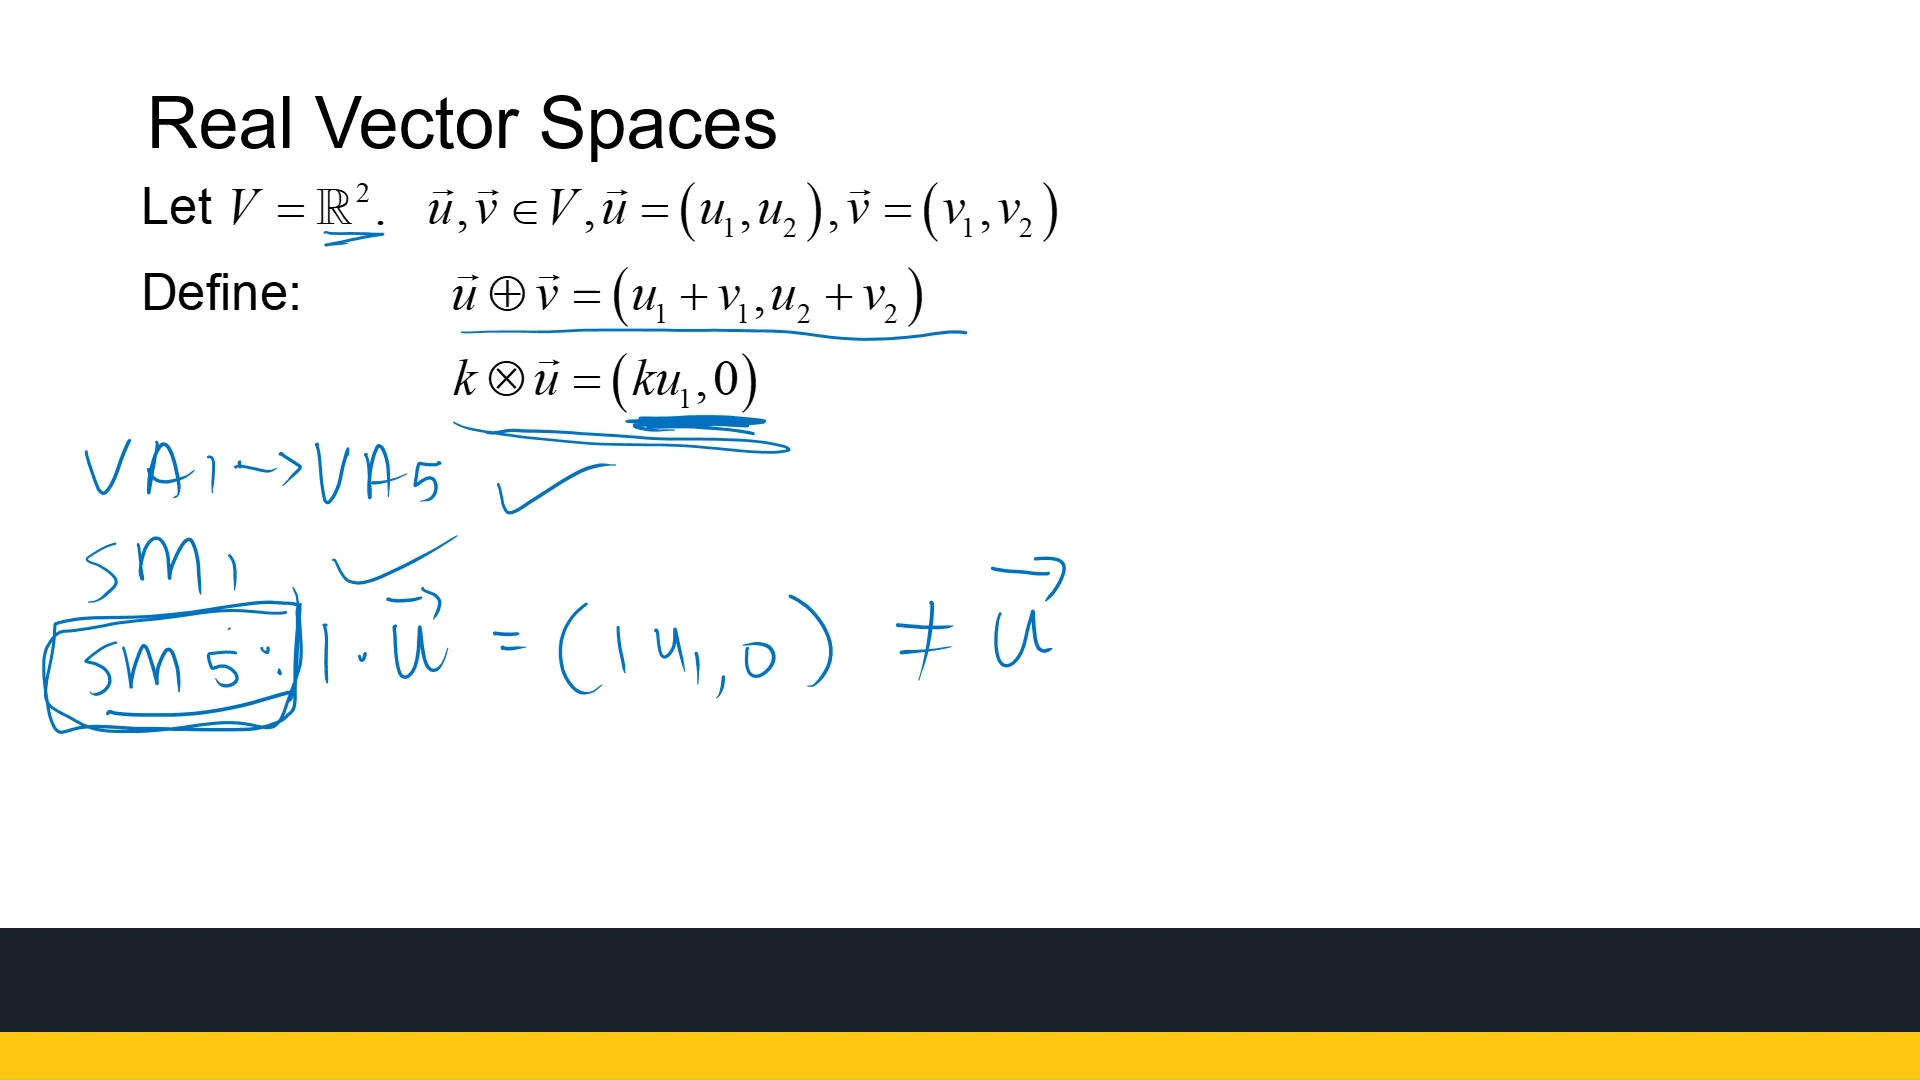 Real Vector Spaces
Let V = ℝ². u⃗, v⃗ ∈ V, u⃗ = (u₁, u₂), v⃗ = (v₁, v₂)
Define: u⃗ ⊕ v⃗ = (u₁ + v₁, u₂ + v₂)
k ⊗ u⃗ = (ku₁, 0)
VA1 → VA5 ✓
SM1 ✓
SM5: 1 · u⃗ = (1u₁, 0) ≠ u⃗